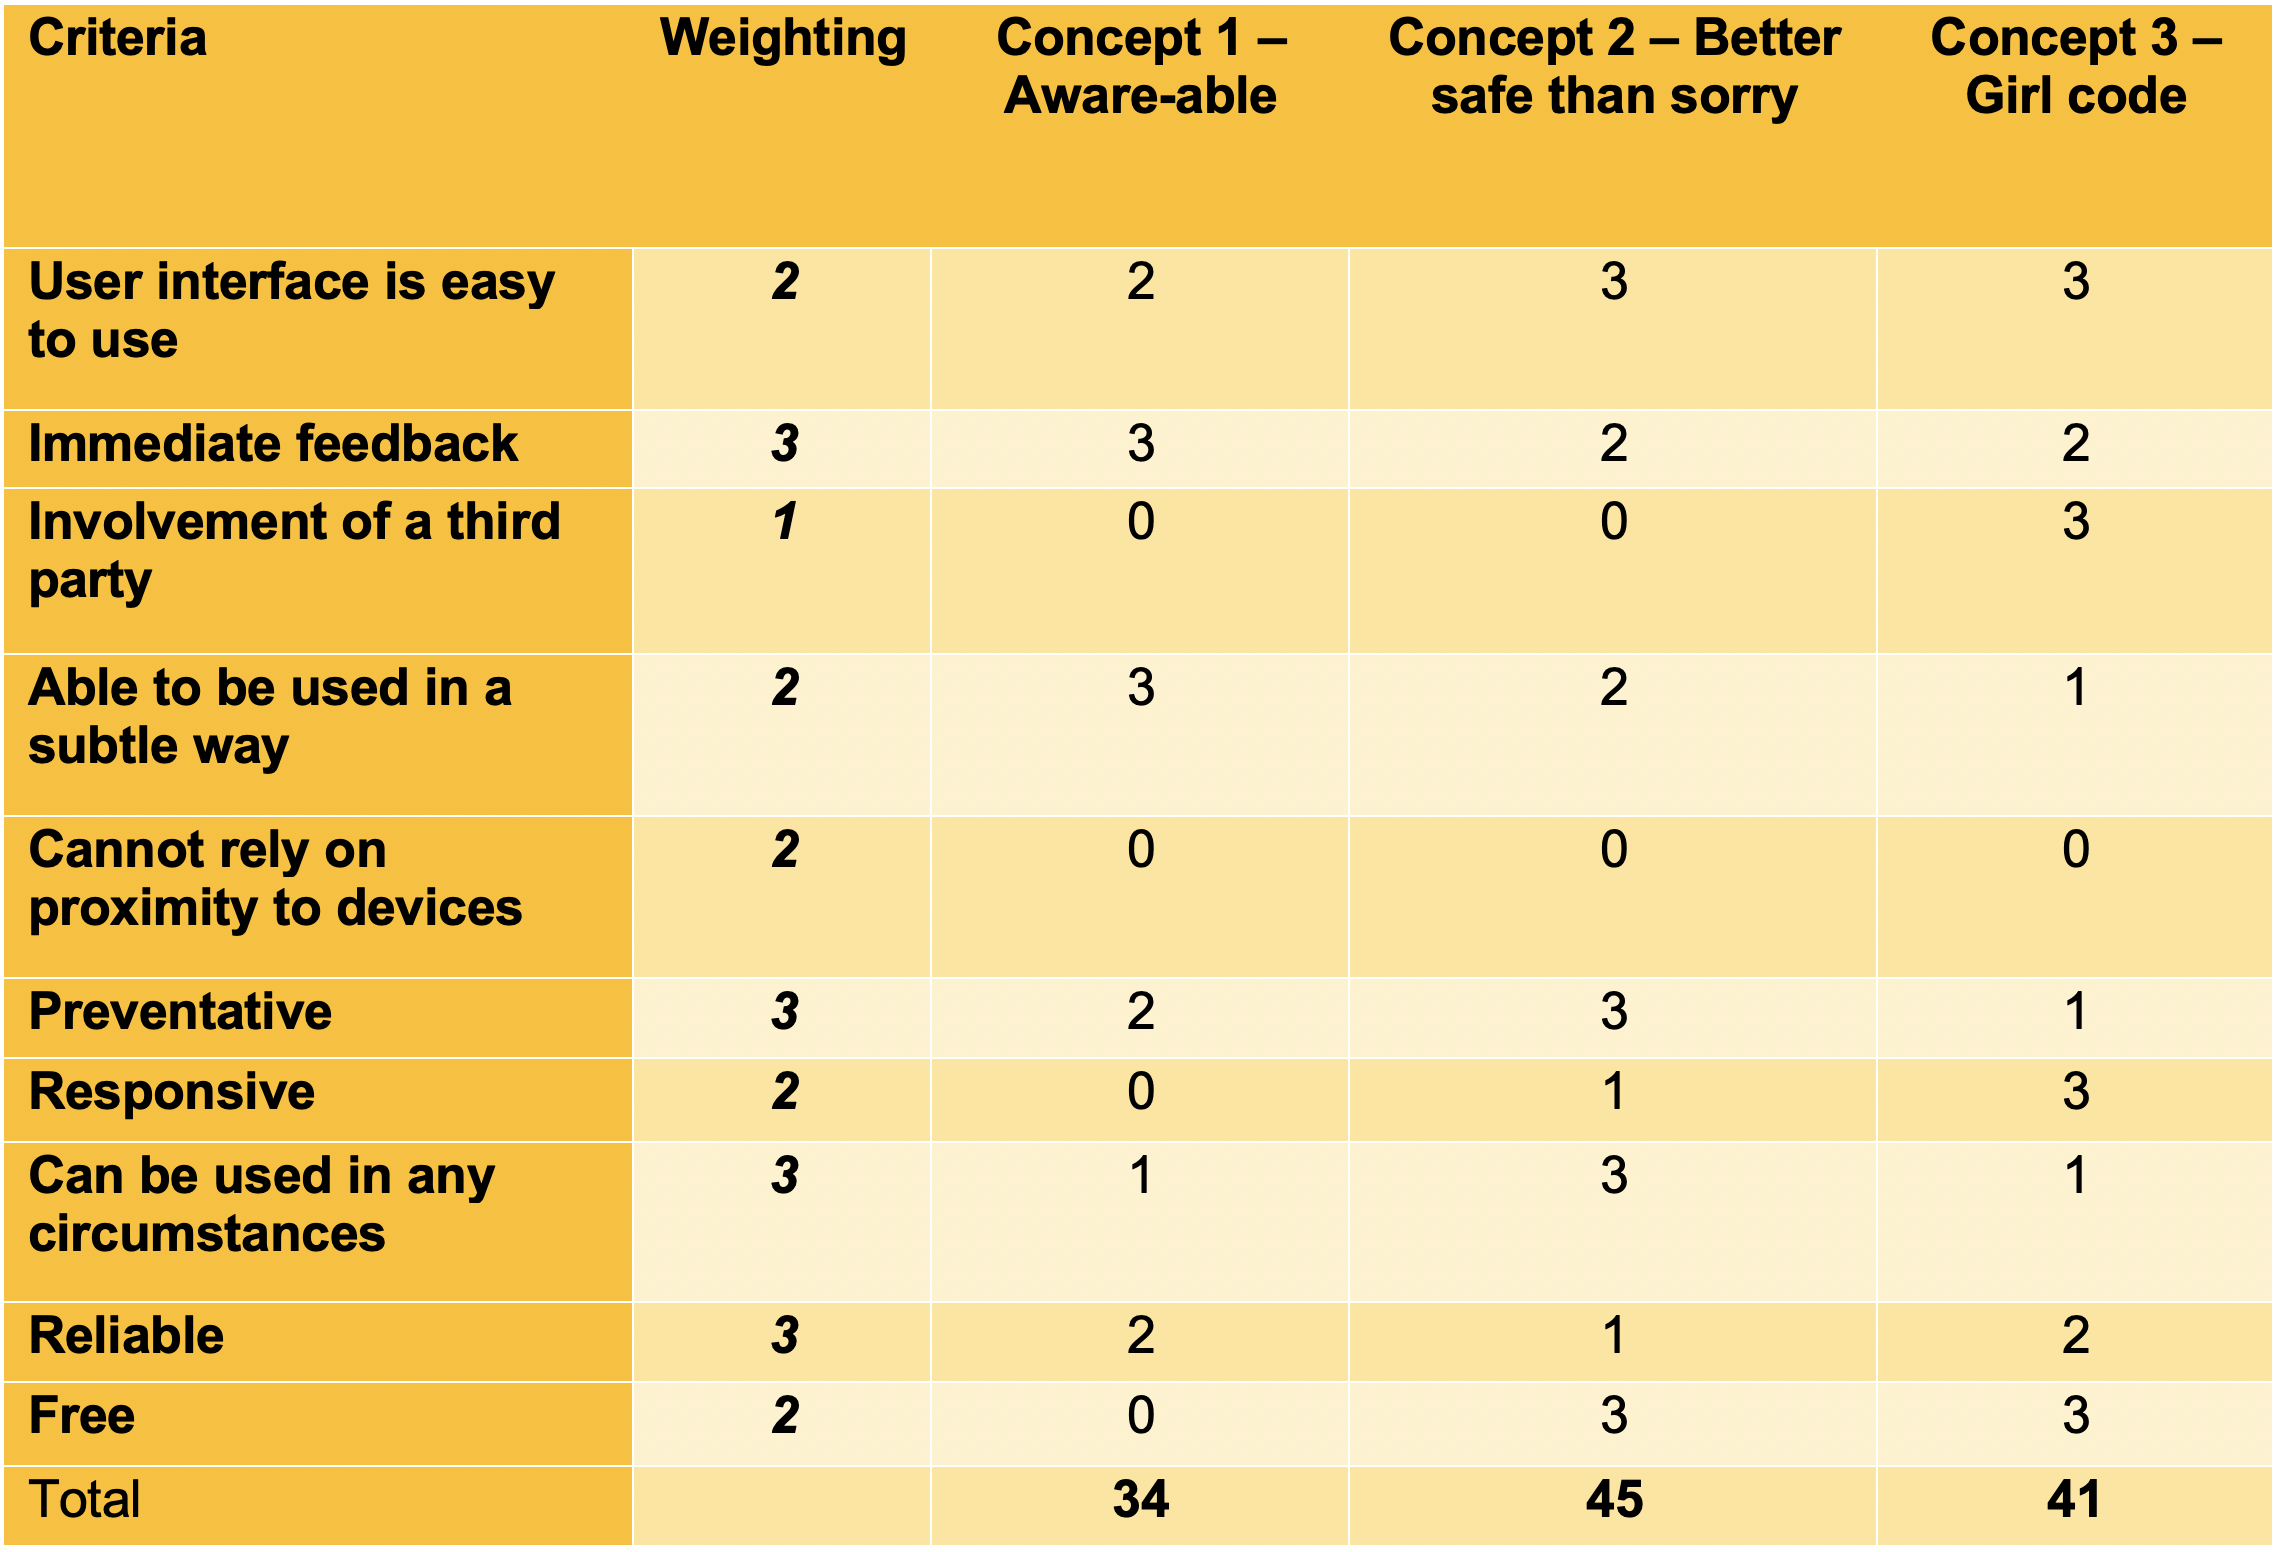 Criteria Weighting Concept 1 – Concept 2 – Better Concept 3 –
Aware-able safe than sorry Girl code
User interface is easy 2 2 3 3
to use
Immediate feedback 3 3 2 2
Involvement of a third 1 0 0 3
party
Able to be used in a 2 3 2 1
subtle way
Cannot rely on 2 0 0 0
proximity to devices
Preventative 3 2 3 1
Responsive 2 0 1 3
Can be used in any 3 1 3 1
circumstances
Reliable 3 2 1 2
Free 2 0 3 3
Total 34 45 41